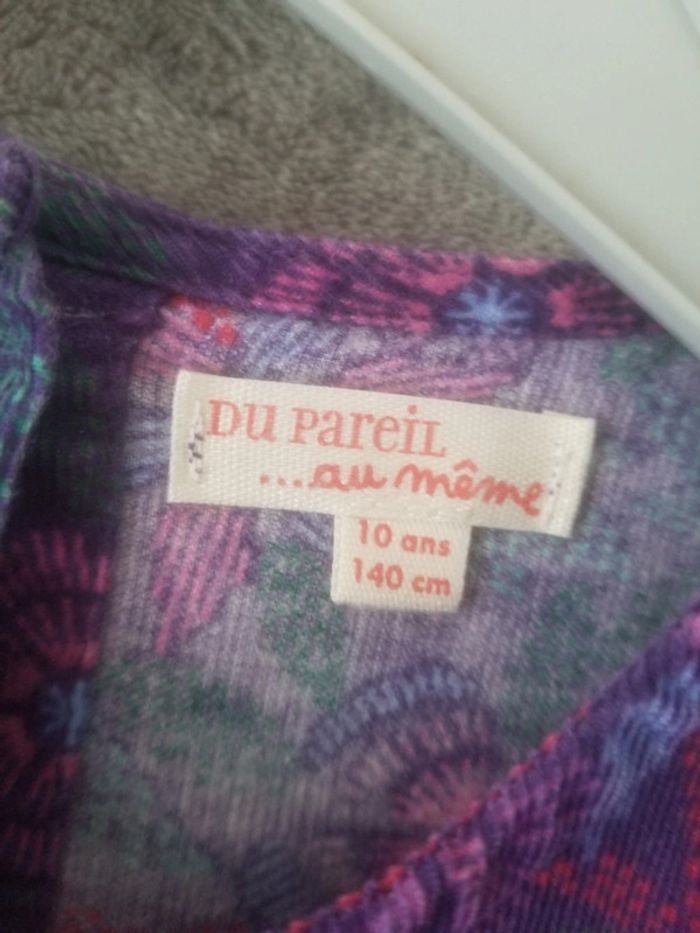 DU PareiL
...au même
10 ans
140 cm